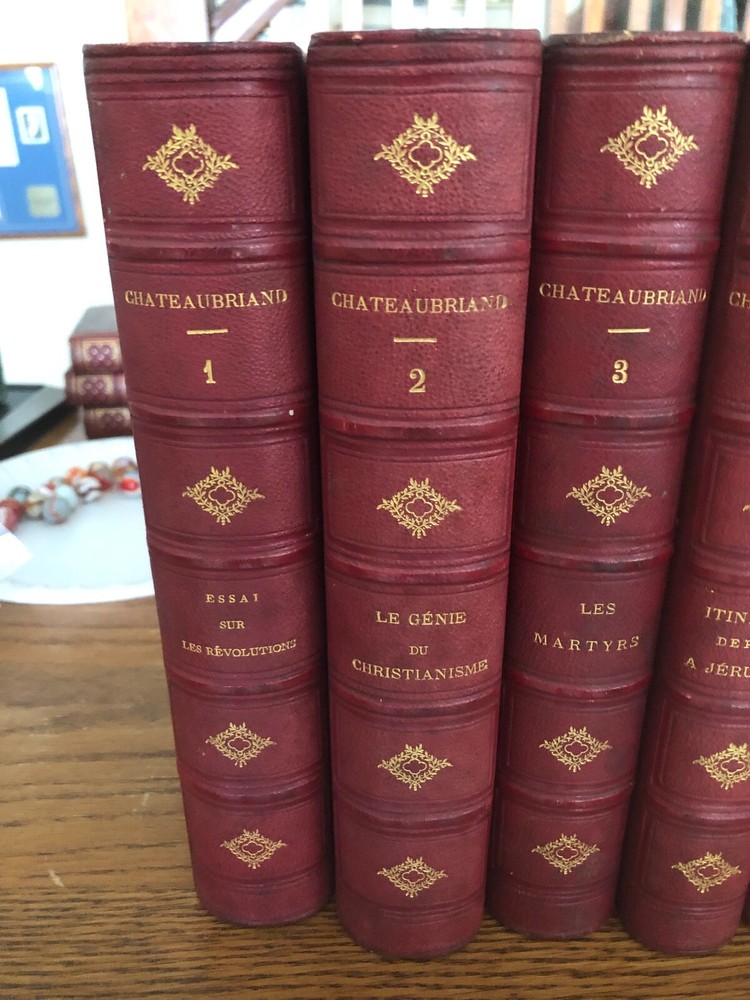 CHATEAUBRIAND
1
ESSAI
SUR
LES RÉVOLUTIONS
CHATEAUBRIAND
2
LE GÉNIE
DU
CHRISTIANISME
CHATEAUBRIAND
3
LES
MARTYRS
A